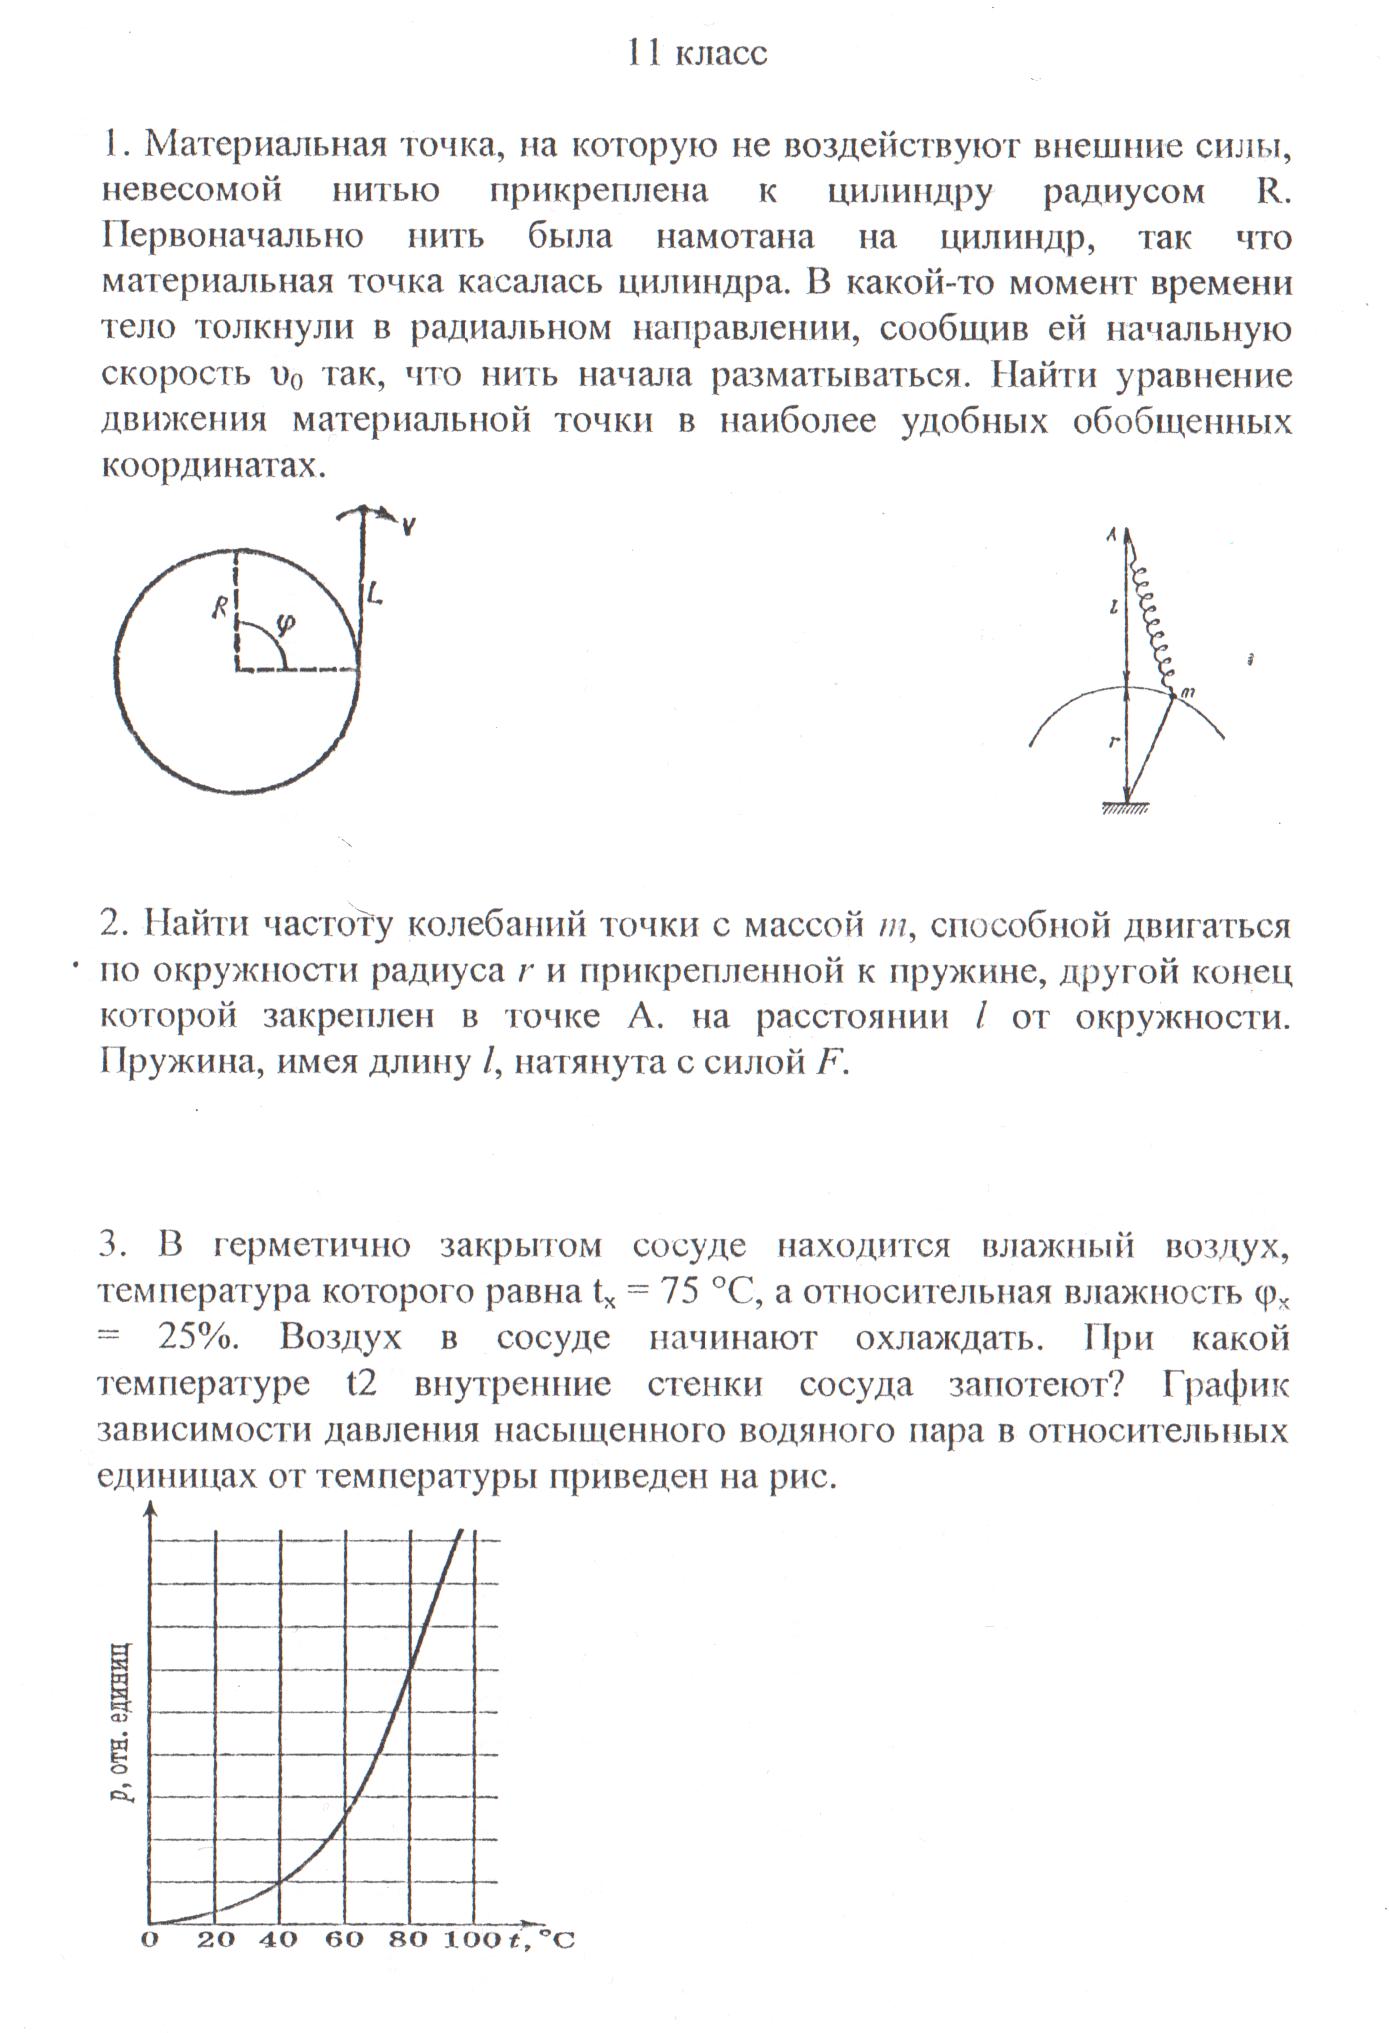 11 класс
1. Материальная точка, на которую не воздействуют внешние силы,
невесомой нитью прикреплена к цилиндру радиусом R.
Первоначально нить была намотана на цилиндр, так что
материальная точка касалась цилиндра. В какой-то момент времени
тело толкнули в радиальном направлении, сообщив ей начальную
скорость υ₀ так, что нить начала разматываться. Найти уравнение
движения материальной точки в наиболее удобных обобщенных
координатах.
R φ L V
A l m r
2. Найти частоту колебаний точки с массой m, способной двигаться
по окружности радиуса r и прикрепленной к пружине, другой конец
которой закреплен в точке А. на расстоянии l от окружности.
Пружина, имея длину l, натянута с силой F.
3. В герметично закрытом сосуде находится влажный воздух,
температура которого равна tₓ = 75 °C, а относительная влажность φₓ
= 25%. Воздух в сосуде начинают охлаждать. При какой
температуре t2 внутренние стенки сосуда запотеют? График
зависимости давления насыщенного водяного пара в относительных
единицах от температуры приведен на рис.
p, отн. единиц
0 20 40 60 80 100 t, °C